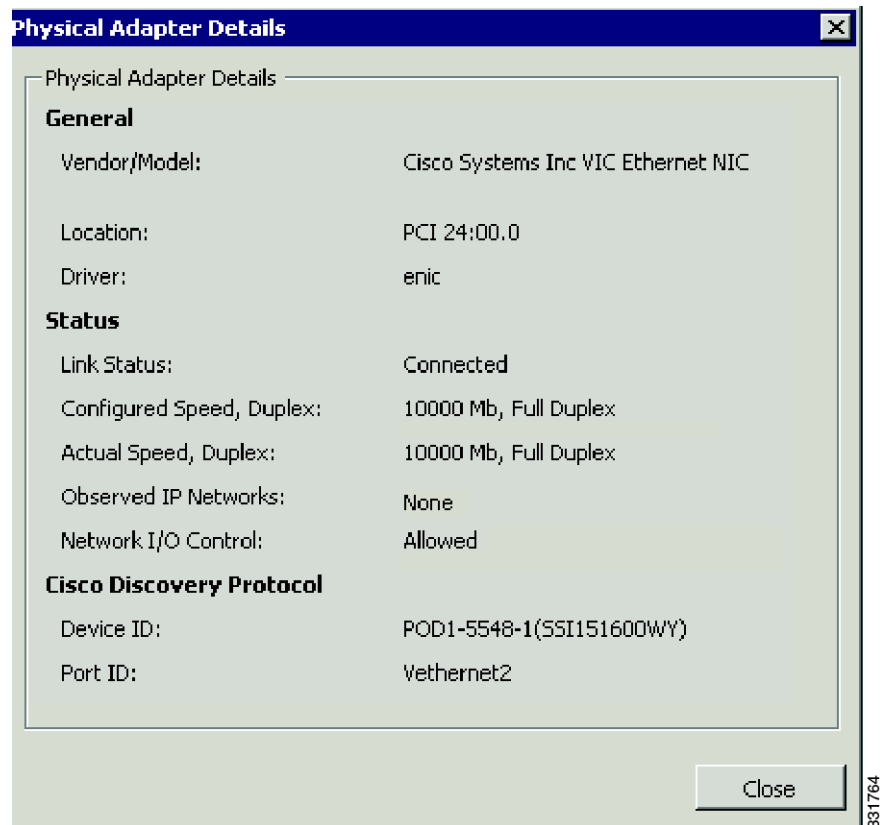 Physical Adapter Details
Physical Adapter Details
General
Vendor/Model: Cisco Systems Inc VIC Ethernet NIC
Location: PCI 24:00.0
Driver: enic
Status
Link Status: Connected
Configured Speed, Duplex: 10000 Mb, Full Duplex
Actual Speed, Duplex: 10000 Mb, Full Duplex
Observed IP Networks: None
Network I/O Control: Allowed
Cisco Discovery Protocol
Device ID: POD1-5548-1(SSI151600WY)
Port ID: Vethernet2
Close
331764